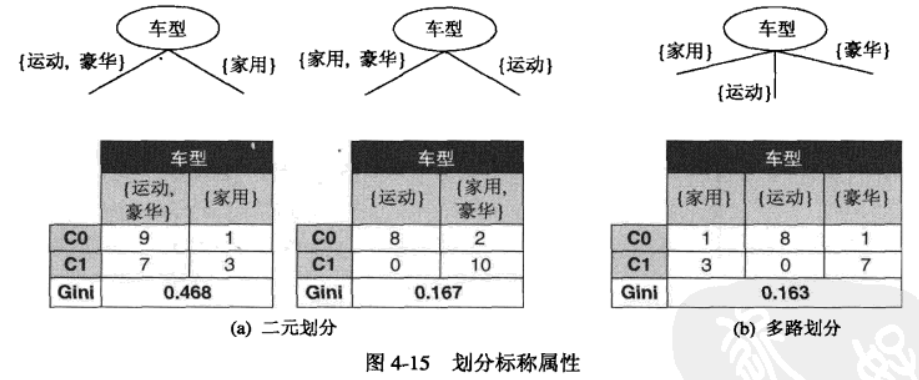 车型
{运动, 豪华}
{家用}
车型
{家用, 豪华}
{运动}
车型
{家用}
{运动}
{豪华}
车型
{运动,
豪华}
{家用}
C0 9 1
C1 7 3
Gini 0.468
车型
{运动}
{家用,
豪华}
C0 8 2
C1 0 10
Gini 0.167
车型
{家用} {运动} {豪华}
C0 1 8 1
C1 3 0 7
Gini 0.163
(a) 二元划分
(b) 多路划分
图 4-15 划分标称属性